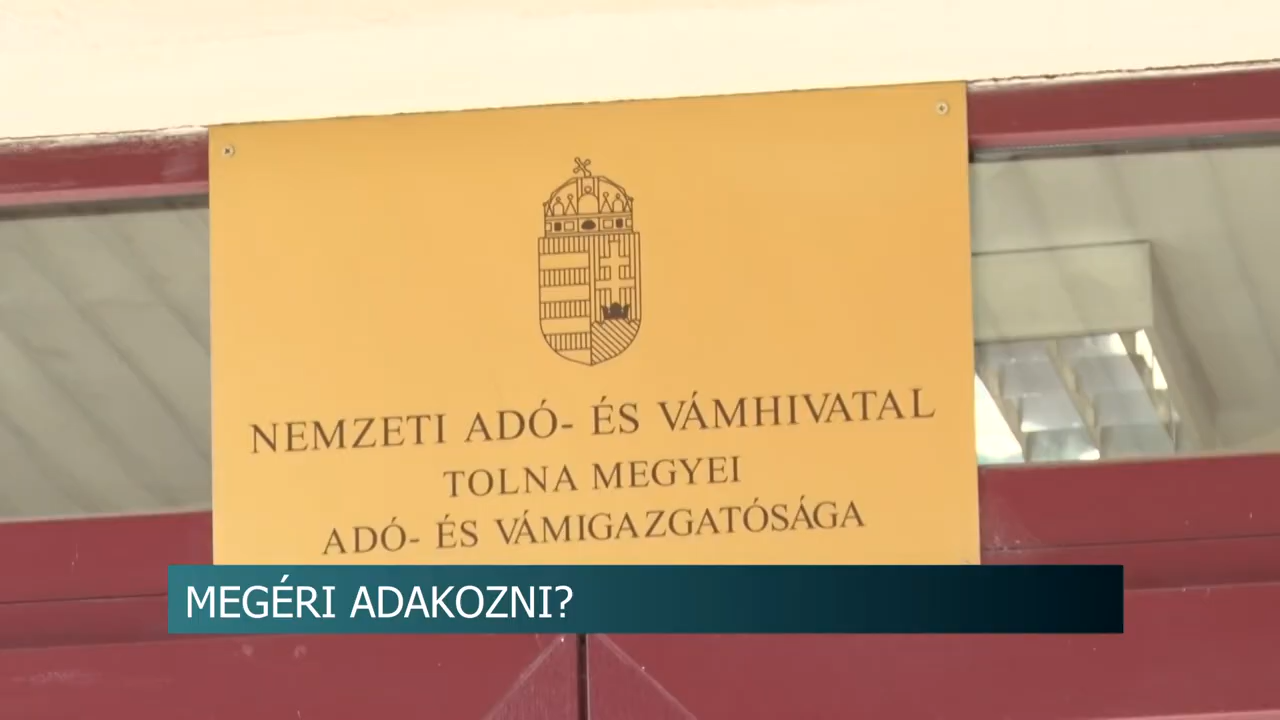 NEMZETI ADÓ- ÉS VÁMHIVATAL
TOLNA MEGYEI
ADÓ- ÉS VÁMIGAZGATÓSÁGA
MEGÉRI ADAKOZNI?